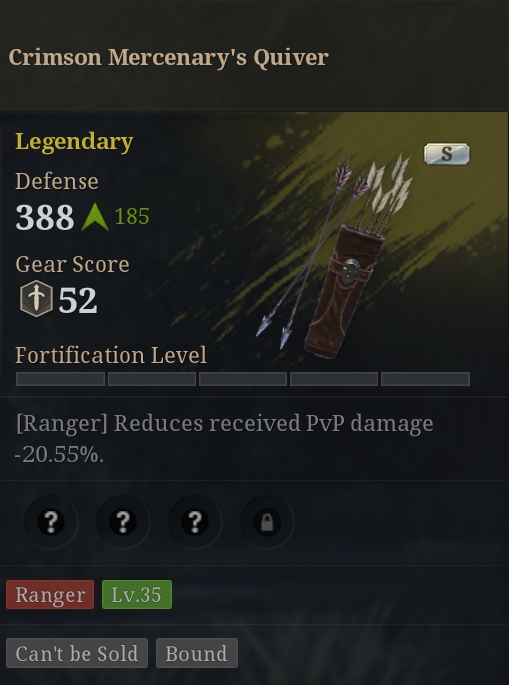 Crimson Mercenary's Quiver
Legendary
S
Defense
388 185
Gear Score
52
Fortification Level
[Ranger] Reduces received PvP damage
-20.55%.
? ? ?
Ranger Lv.35
Can't be Sold Bound